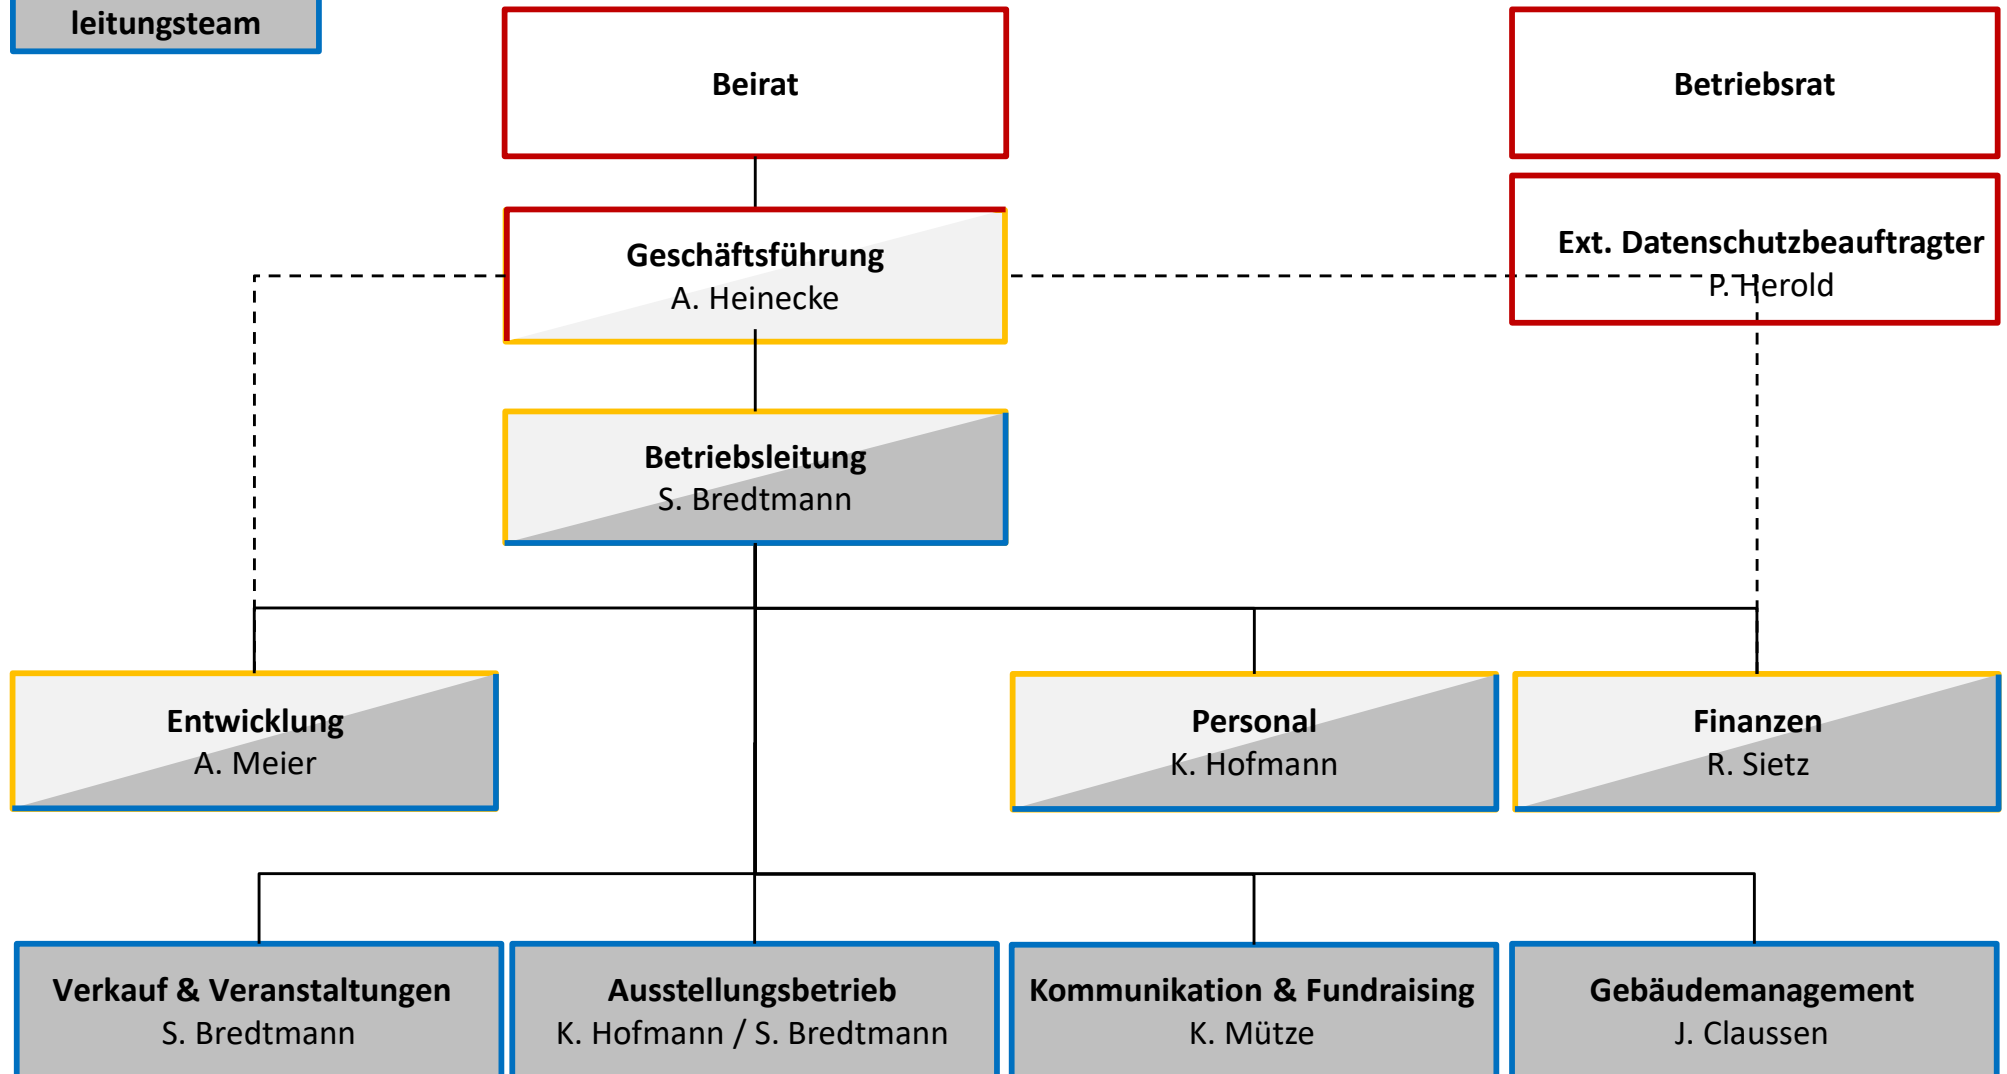 leitungsteam
Beirat
Betriebsrat
Geschäftsführung
A. Heinecke
Ext. Datenschutzbeauftragter
P. Herold
Betriebsleitung
S. Bredtmann
Entwicklung
A. Meier
Personal
K. Hofmann
Finanzen
R. Sietz
Verkauf & Veranstaltungen
S. Bredtmann
Ausstellungsbetrieb
K. Hofmann / S. Bredtmann
Kommunikation & Fundraising
K. Mütze
Gebäudemanagement
J. Claussen